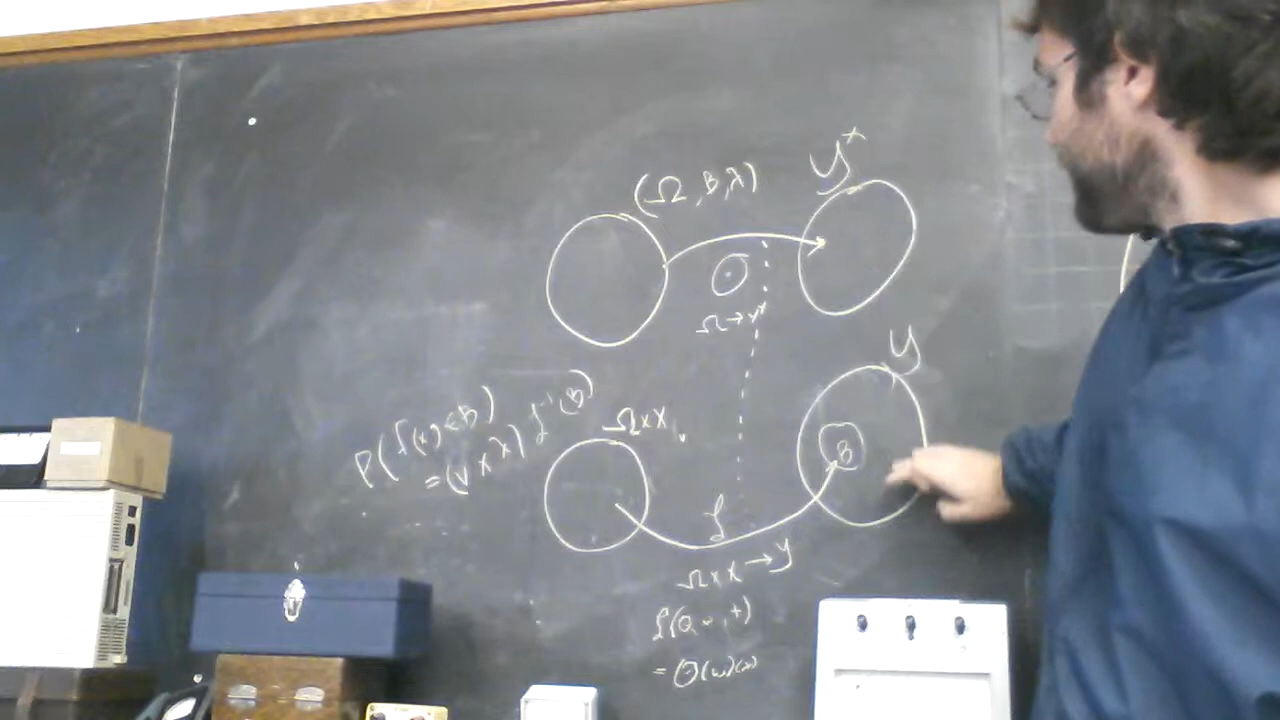 (Ω, B, λ)
Y^x
Θ
Ω → Y^x
Y
P(f(x) ∈ B)
= (ν × λ) f^{-1}(B)
Ω × X
B
f
Ω × X → Y
= Θ(ω)(x)